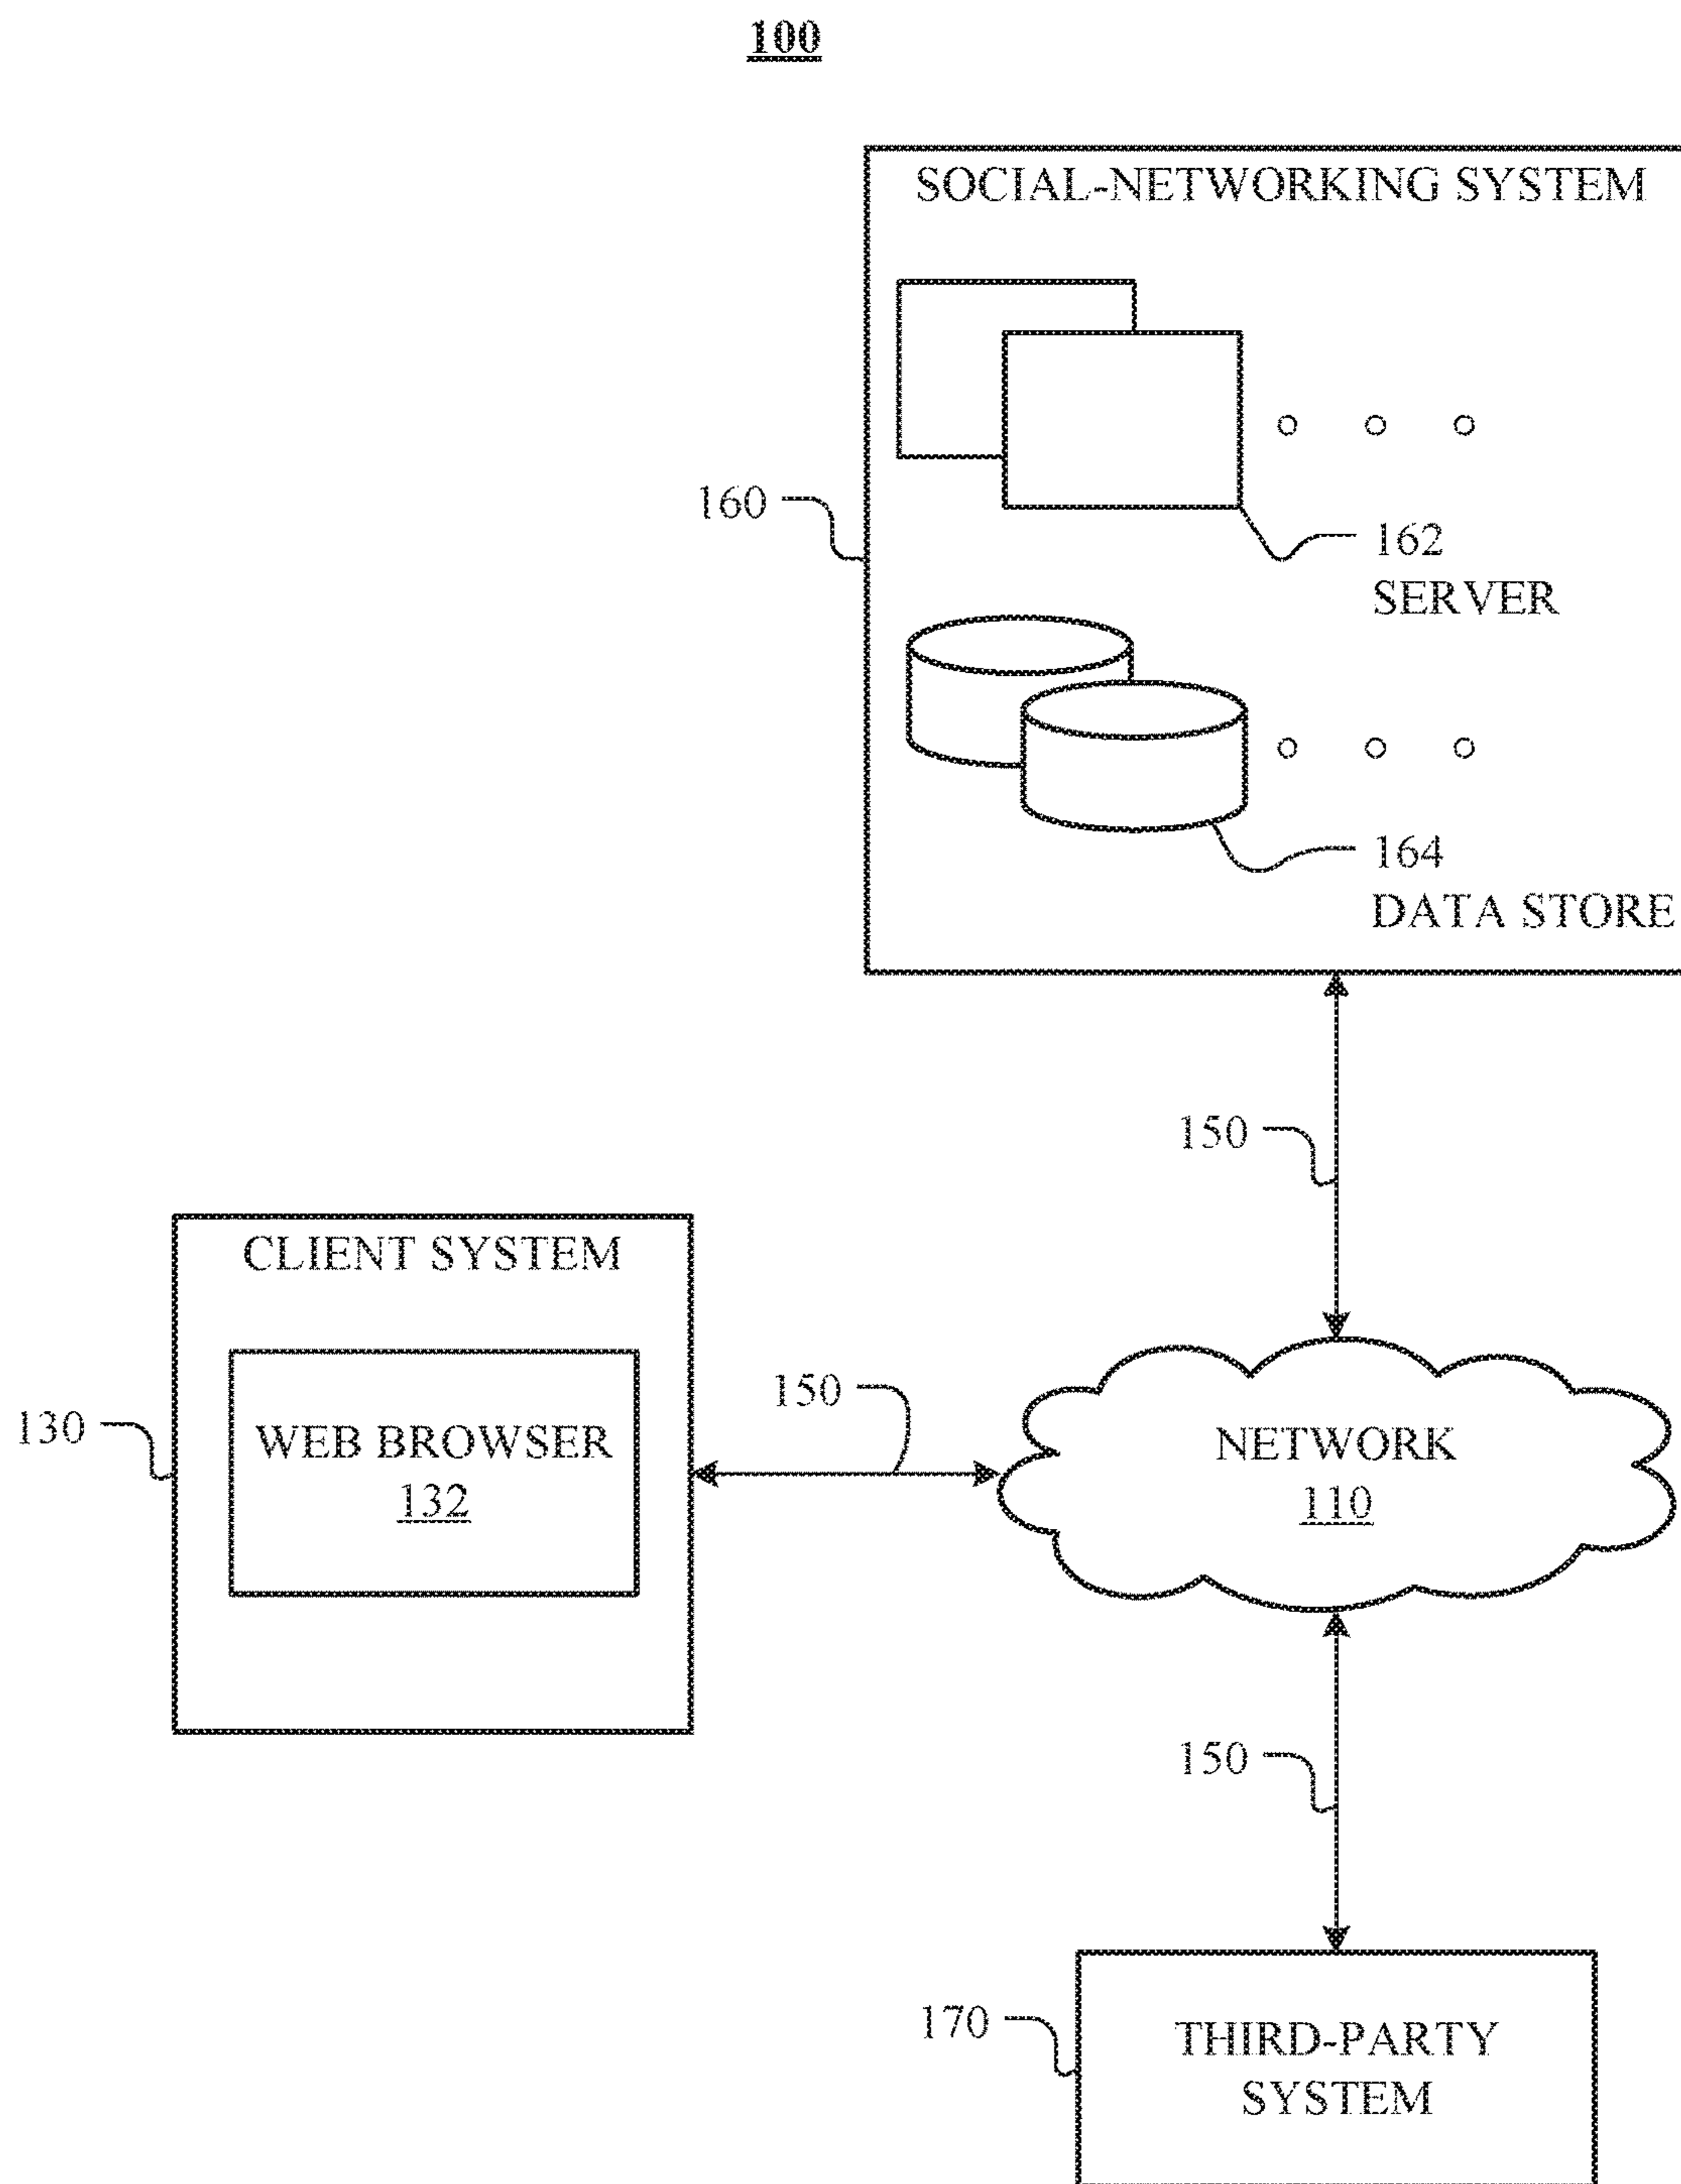 100
SOCIAL-NETWORKING SYSTEM
160
162
SERVER
164
DATA STORE
150
CLIENT SYSTEM
130
WEB BROWSER
132
150
NETWORK
110
150
170
THIRD-PARTY
SYSTEM